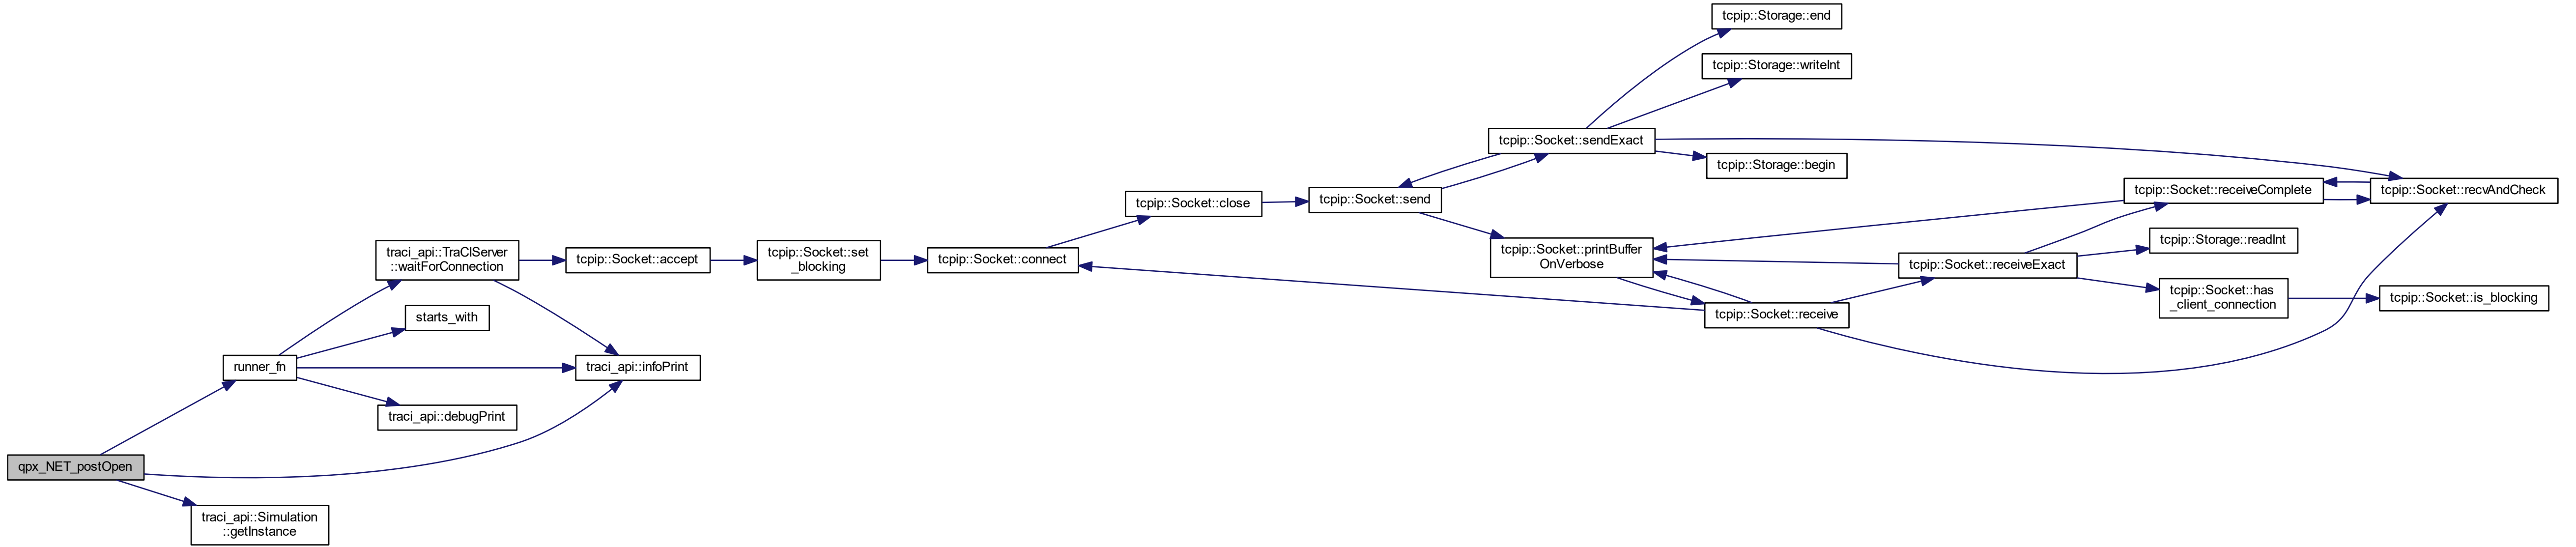 tcpip::Storage::end
tcpip::Storage::writeInt
tcpip::Socket::sendExact
tcpip::Storage::begin
tcpip::Socket::receiveComplete
tcpip::Socket::recvAndCheck
tcpip::Socket::close
tcpip::Socket::send
traci_api::TraCIServer
::waitForConnection
tcpip::Socket::accept
tcpip::Socket::set
_blocking
tcpip::Socket::connect
tcpip::Socket::printBuffer
OnVerbose
tcpip::Storage::readInt
tcpip::Socket::receiveExact
tcpip::Socket::has
_client_connection
tcpip::Socket::is_blocking
starts_with
tcpip::Socket::receive
runner_fn
traci_api::infoPrint
traci_api::debugPrint
qpx_NET_postOpen
traci_api::Simulation
::getInstance